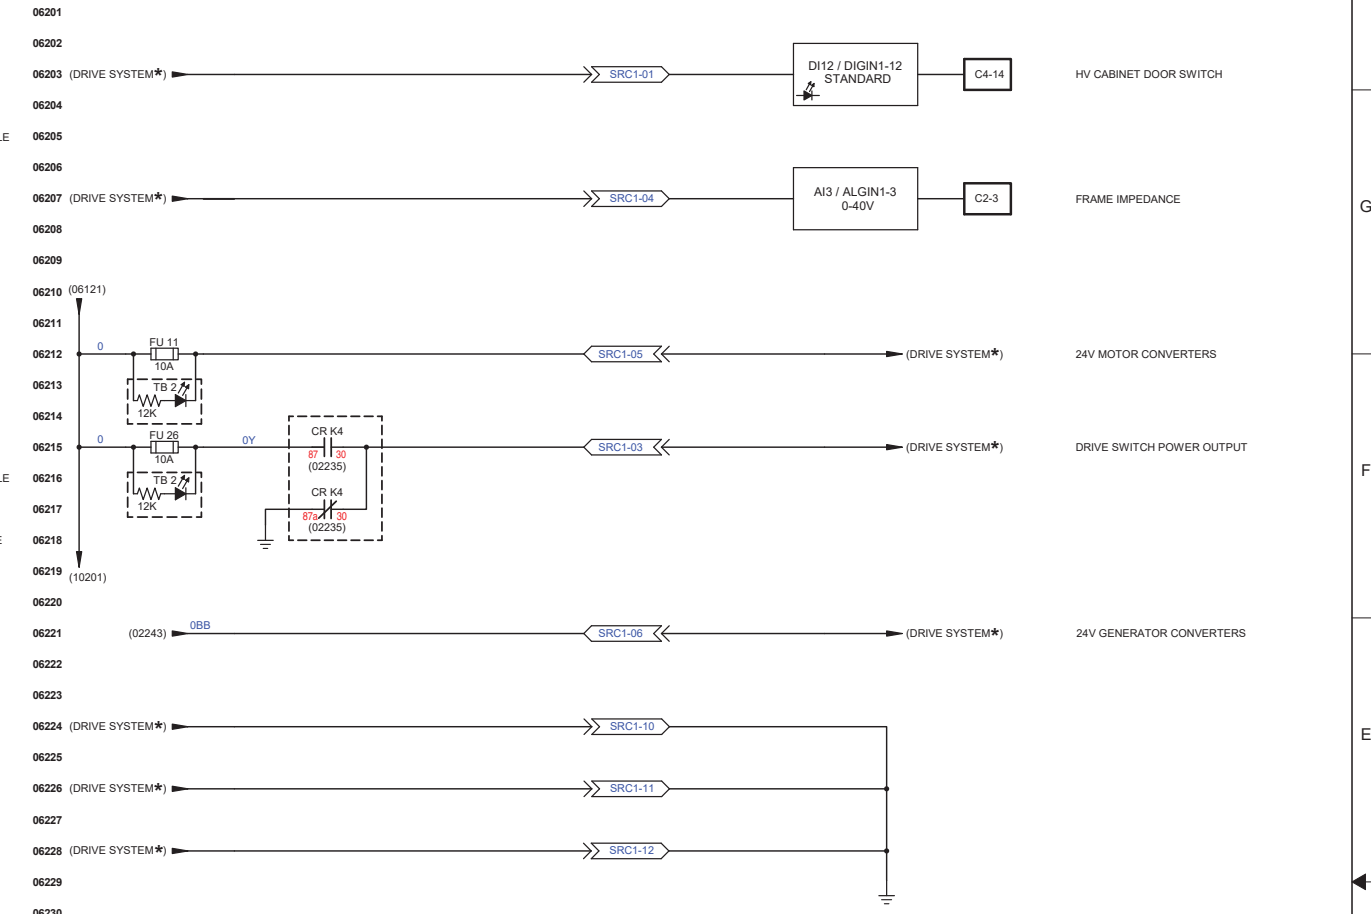 06201
06202
06203 (DRIVE SYSTEM*) SRC1-01 DI12 / DIGIN1-12 C4-14 HV CABINET DOOR SWITCH
STANDARD
06204
LE 06205
06206
06207 (DRIVE SYSTEM*) SRC1-04 AI3 / ALGIN1-3 C2-3 FRAME IMPEDANCE
0-40V
G
06208
06209
06210 (06121)
06211
FU 11
06212 0 SRC1-05 (DRIVE SYSTEM*) 24V MOTOR CONVERTERS
10A
06213 TB 2
12K
06214
FU 26 CR K4
06215 0 0Y SRC1-03 (DRIVE SYSTEM*) DRIVE SWITCH POWER OUTPUT
10A 87 30
(02235)
F
LE 06216 TB 2
CR K4
12K
06217
87a 30
(02235)
E 06218
06219 (10201)
06220
0BB
06221 (02243) SRC1-06 (DRIVE SYSTEM*) 24V GENERATOR CONVERTERS
06222
06223
06224 (DRIVE SYSTEM*) SRC1-10
E
06225
06226 (DRIVE SYSTEM*) SRC1-11
06227
06228 (DRIVE SYSTEM*) SRC1-12
06229
06230